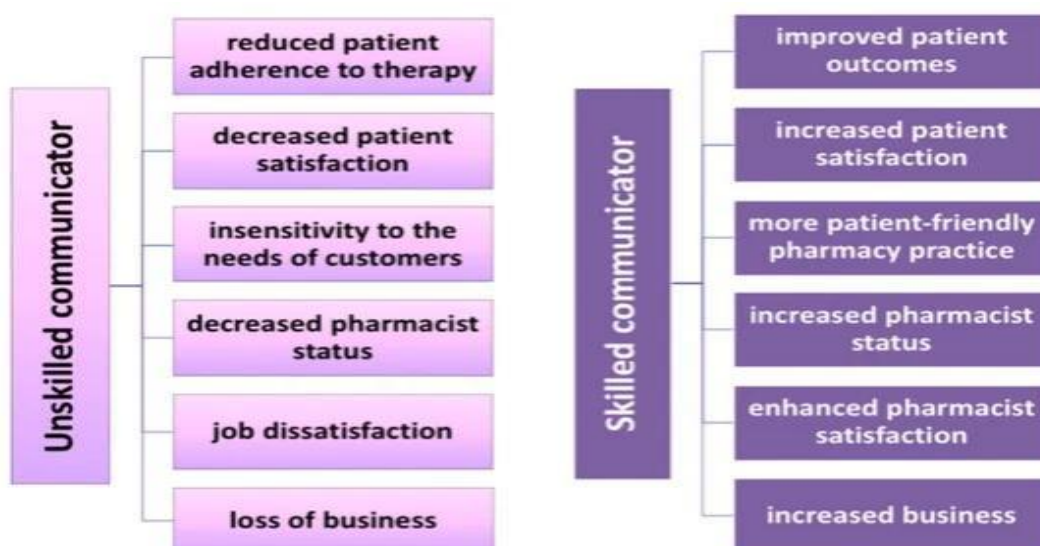 Unskilled communicator
reduced patient
adherence to therapy
decreased patient
satisfaction
insensitivity to the
needs of customers
decreased pharmacist
status
job dissatisfaction
loss of business
Skilled communicator
improved patient
outcomes
increased patient
satisfaction
more patient-friendly
pharmacy practice
increased pharmacist
status
enhanced pharmacist
satisfaction
increased business